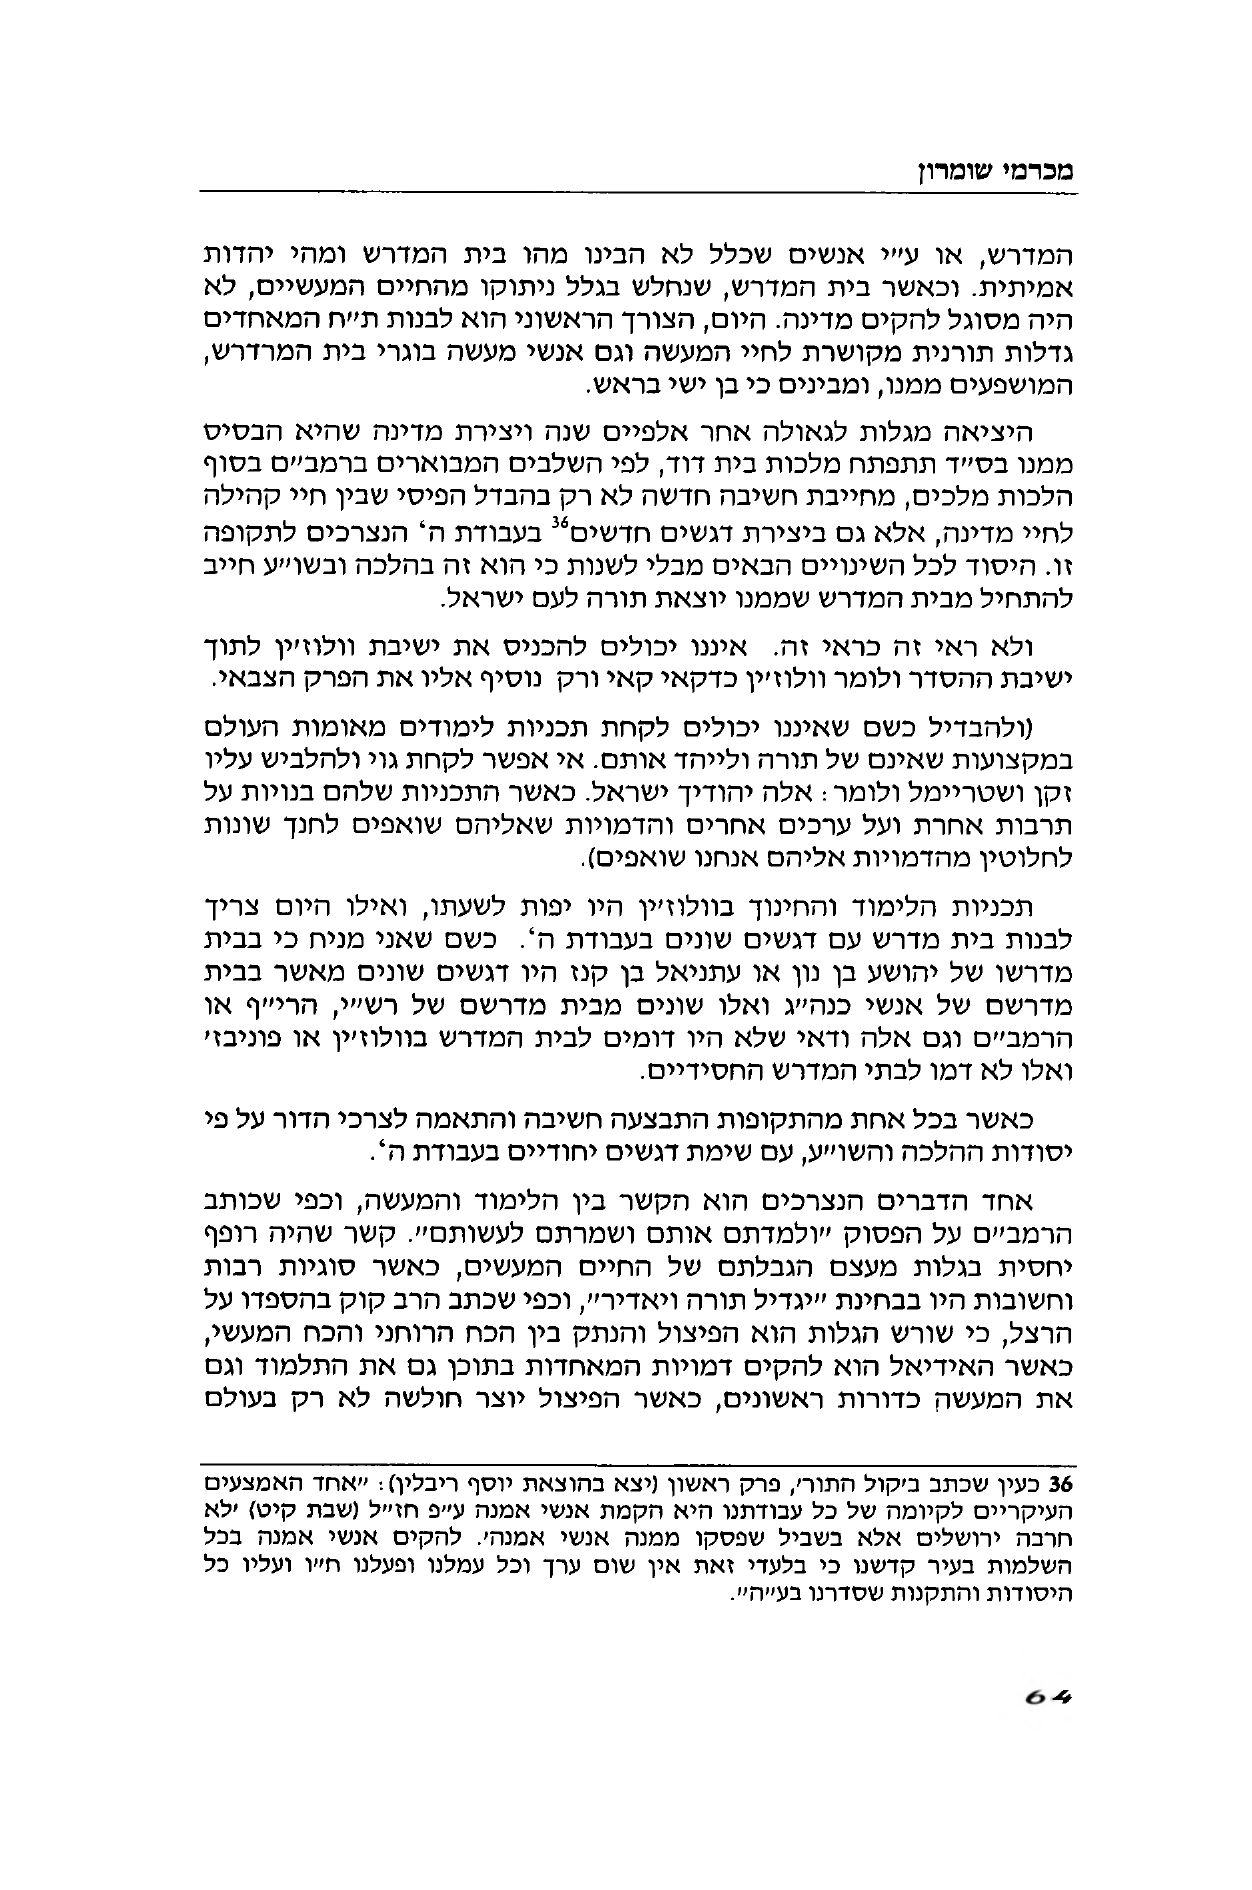 מכרמי שומרון
המדרש, או ע״י אנשים שכלל לא הבינו מהו בית המדרש ומהי יהדות
אמיתית. וכאשר בית המדרש, שנחלש בגלל ניתוקו מהחיים המעשיים, לא
היה מסוגל להקים מדינה. היום, הצורך הראשוני הוא לבנות ת״ח המאחדים
גדלות תורנית מקושרת לחיי המעשה וגם אנשי מעשה בוגרי בית המרדרש,
המושפעים ממנו, ומבינים כי בן ישי בראש.
היציאה מגלות לגאולה אחר אלפיים שנה ויצירת מדינה שהיא הבסיס
ממנו בס״ד תתפתח מלכות בית דוד, לפי השלבים המבוארים ברמב״ם בסוף
הלכות מלכים, מחייבת חשיבה חדשה לא רק בהבדל הפיסי שבין חיי קהילה
לחיי מדינה, אלא גם ביצירת דגשים חדשים36 בעבודת ה‘ הנצרכים לתקופה
זו. היסוד לכל השינויים הבאים מבלי לשנות כי הוא זה בהלכה ובשו״ע חייב
להתחיל מבית המדרש שממנו יוצאת תורה לעם ישראל.
ולא ראי זה כראי זה. איננו יכולים להכניס את ישיבת וולוז׳ין לתוך
ישיבת ההסדר ולומר וולוז׳ין כדקאי קאי ורק נוסיף אליו את הפרק הצבאי.
(ולהבדיל כשם שאיננו יכולים לקחת תכניות לימודים מאומות העולם
במקצועות שאינם של תורה ולייהד אותם. אי אפשר לקחת גוי ולהלביש עליו
זקן ושטריימל ולומר: אלה יהודיך ישראל. כאשר התכניות שלהם בנויות על
תרבות אחרת ועל ערכים אחרים והדמויות שאליהם שואפים לחנך שונות
לחלוטין מהדמויות אליהם אנחנו שואפים).
תכניות הלימוד והחינוך בוולוז׳ין היו יפות לשעתו, ואילו היום צריך
לבנות בית מדרש עם דגשים שונים בעבודת ה‘. כשם שאני מניח כי בבית
מדרשו של יהושע בן נון או עתניאל בן קנז היו דגשים שונים מאשר בבית
מדרשם של אנשי כנה״ג ואלו שונים מבית מדרשם של רש״י, הרי״ף או
הרמב״ם וגם אלה ודאי שלא היו דומים לבית המדרש בוולוז׳ין או פוניבז׳
ואלו לא דמו לבתי המדרש החסידיים.
כאשר בכל אחת מהתקופות התבצעה חשיבה והתאמה לצרכי הדור על פי
יסודות ההלכה והשו״ע, עם שימת דגשים יחודיים בעבודת ה‘.
אחד הדברים הנצרכים הוא הקשר בין הלימוד והמעשה, וכפי שכותב
הרמב״ם על הפסוק ״ולמדתם אותם ושמרתם לעשותם״. קשר שהיה רופף
יחסית בגלות מעצם הגבלתם של החיים המעשים, כאשר סוגיות רבות
וחשובות היו בבחינת ״יגדיל תורה ויאדיר״, וכפי שכתב הרב קוק בהספדו על
הרצל, כי שורש הגלות הוא הפיצול והנתק בין הכח הרוחני והכח המעשי,
כאשר האידיאל הוא להקים דמויות המאחדות בתוכן גם את התלמוד וגם
את המעשה כדורות ראשונים, כאשר הפיצול יוצר חולשה לא רק בעולם
36 כעין שכתב ב׳קול התור׳, פרק ראשון (יצא בהוצאת יוסף ריבלין): ״אחד האמצעים
העיקריים לקיומה של כל עבודתנו היא הקמת אנשי אמנה ע״פ חז״ל (שבת קיט) ׳לא
חרבה ירושלים אלא בשביל שפסקו ממנה אנשי אמנה׳. להקים אנשי אמנה בכל
השלמות בעיר קדשנו כי בלעדי זאת אין שום ערך וכל עמלנו ופעלנו ח״ו ועליו כל
היסודות והתקנות שסדרנו בע״ה״.
64